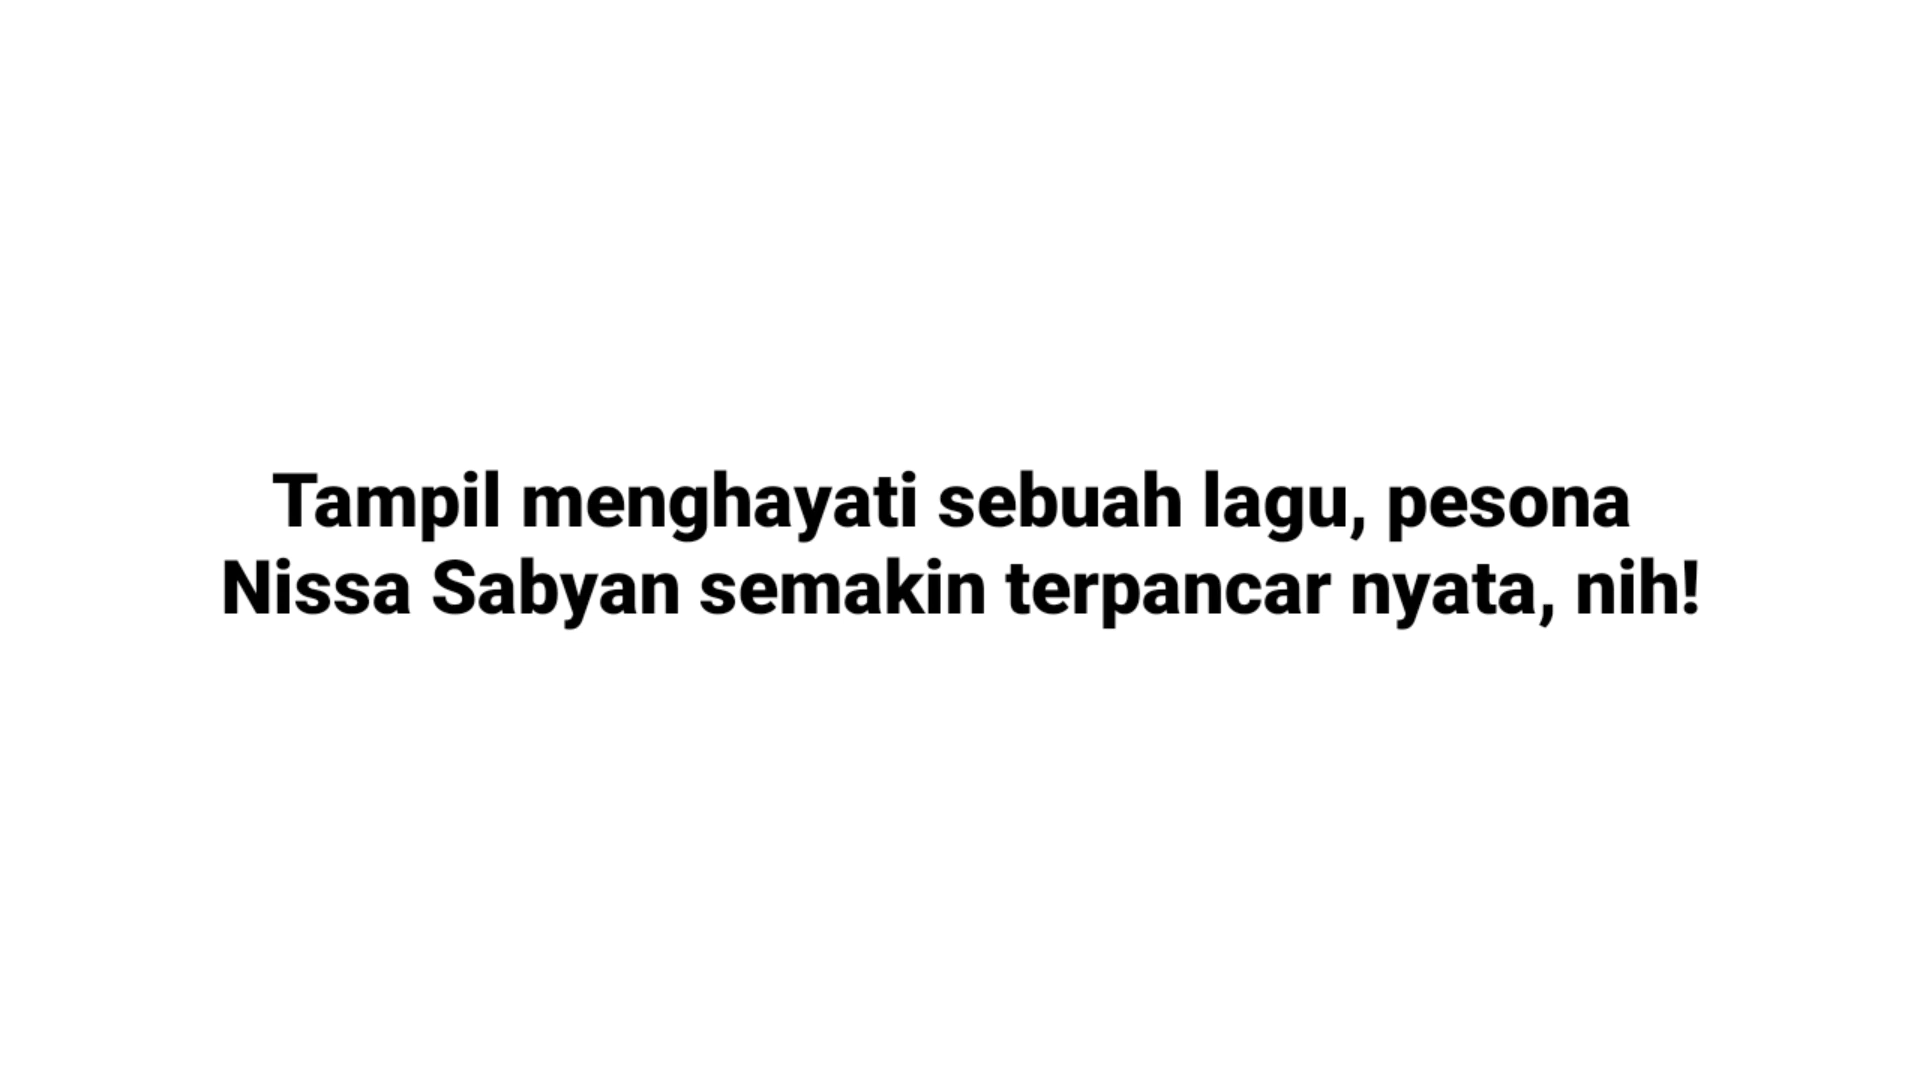 Tampil menghayati sebuah lagu, pesona
Nissa Sabyan semakin terpancar nyata, nih!